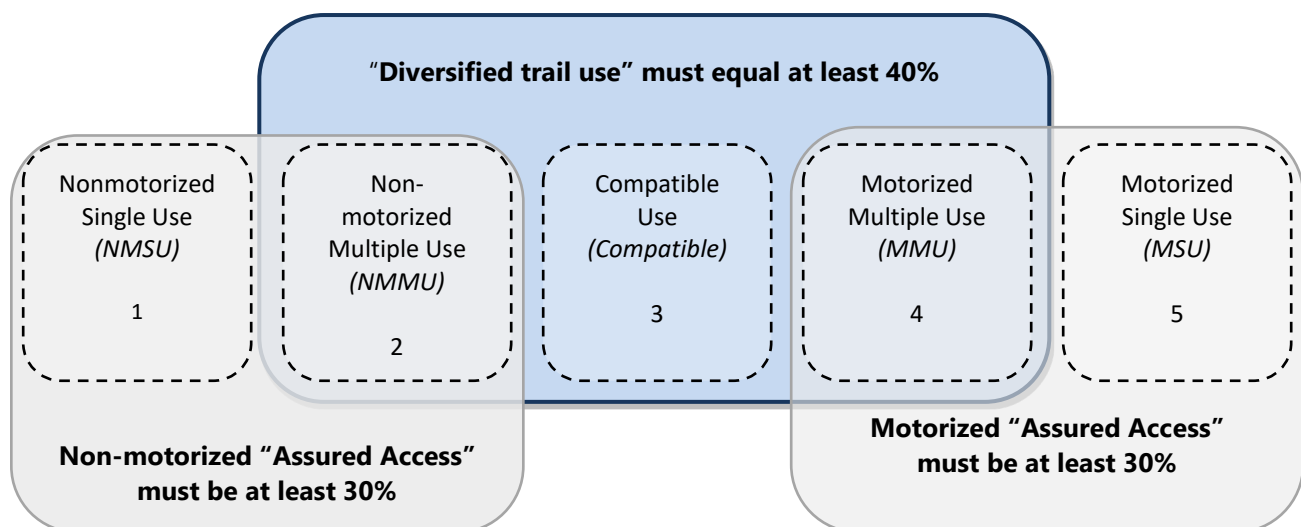 “Diversified trail use” must equal at least 40%
Nonmotorized
Single Use
(NMSU)
1
Non-
motorized
Multiple Use
(NMMU)
2
Compatible
Use
(Compatible)
3
Motorized
Multiple Use
(MMU)
4
Motorized
Single Use
(MSU)
5
Non-motorized “Assured Access”
must be at least 30%
Motorized “Assured Access”
must be at least 30%